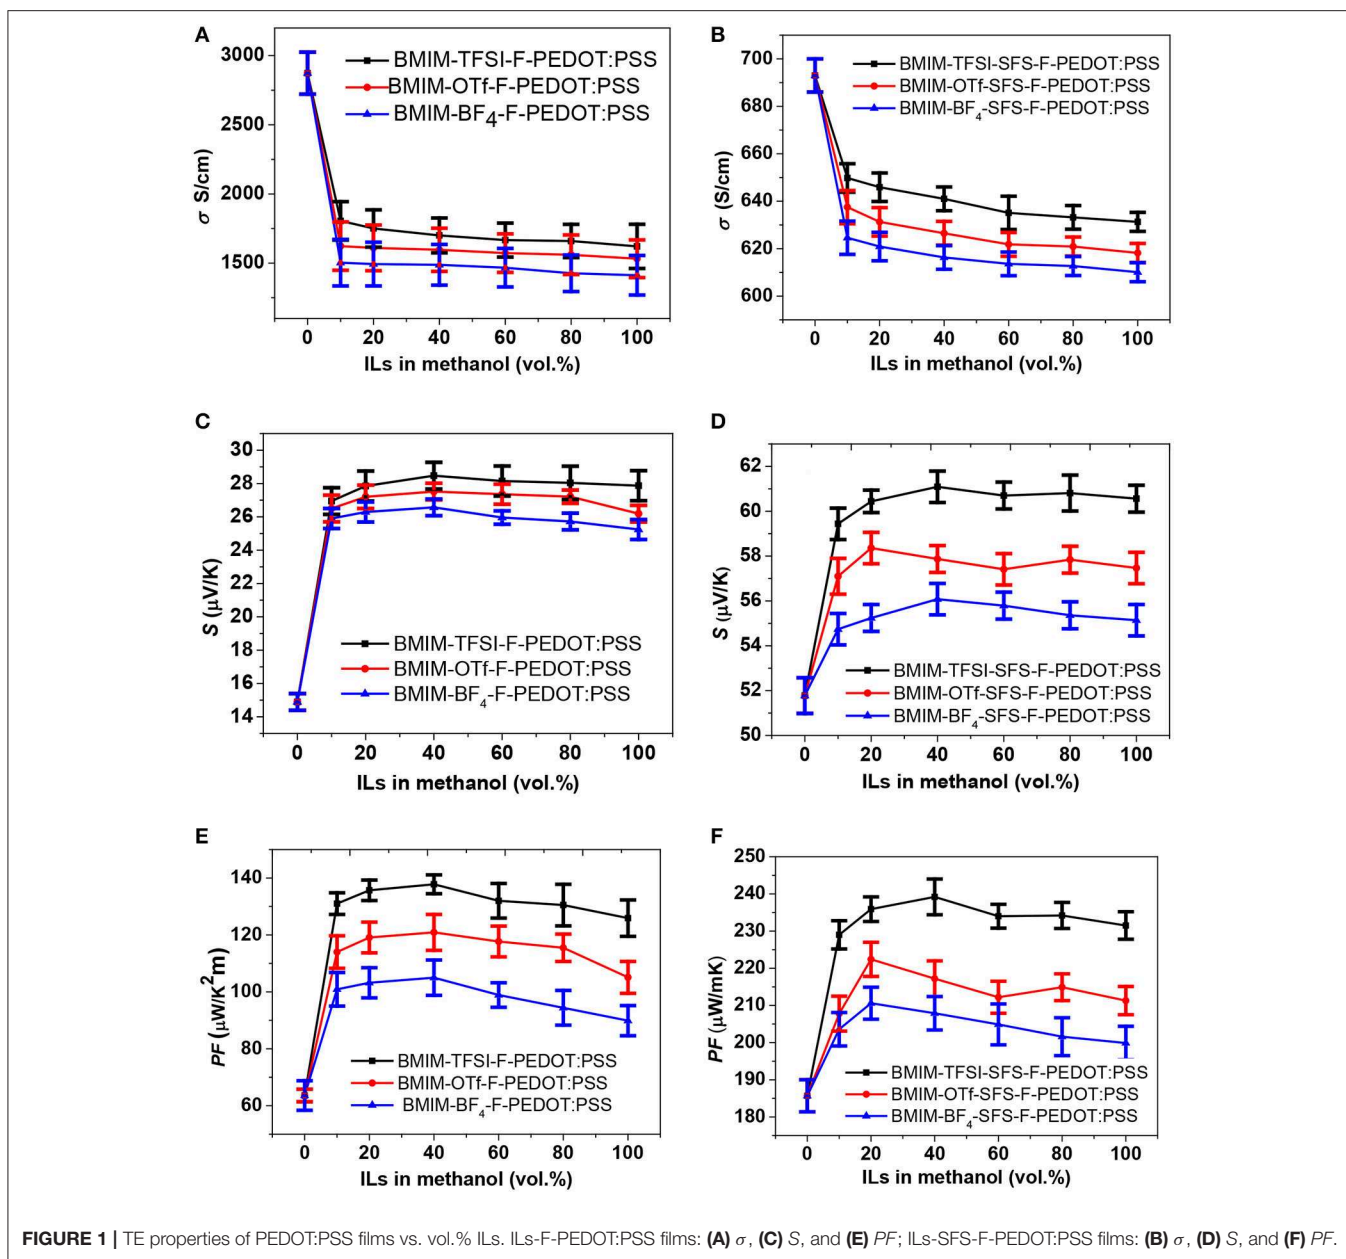 A
3000
2500
2000
1500
σ S/cm
BMIM-TFSI-F-PEDOT:PSS
BMIM-OTf-F-PEDOT:PSS
BMIM-BF4-F-PEDOT:PSS
0 20 40 60 80 100
ILs in methanol (vol.%)
B
700
680
660
640
620
600
σ (S/cm)
BMIM-TFSI-SFS-F-PEDOT:PSS
BMIM-OTf-SFS-F-PEDOT:PSS
BMIM-BF4-SFS-F-PEDOT:PSS
0 20 40 60 80 100
ILs in methanol (vol.%)
C
30
28
26
24
22
20
18
16
14
S (μV/K)
BMIM-TFSI-F-PEDOT:PSS
BMIM-OTf-F-PEDOT:PSS
BMIM-BF4-F-PEDOT:PSS
0 20 40 60 80 100
ILs in methanol (vol.%)
D
62
60
58
56
54
52
50
S (μV/K)
BMIM-TFSI-SFS-F-PEDOT:PSS
BMIM-OTf-SFS-F-PEDOT:PSS
BMIM-BF4-SFS-F-PEDOT:PSS
0 20 40 60 80 100
ILs in methanol (vol.%)
E
140
120
100
80
60
PF (μW/K2m)
BMIM-TFSI-F-PEDOT:PSS
BMIM-OTf-F-PEDOT:PSS
BMIM-BF4-F-PEDOT:PSS
0 20 40 60 80 100
ILs in methanol (vol.%)
F
250
240
230
220
210
200
190
180
PF (μW/mK)
BMIM-TFSI-SFS-F-PEDOT:PSS
BMIM-OTf-SFS-F-PEDOT:PSS
BMIM-BF4-SFS-F-PEDOT:PSS
0 20 40 60 80 100
ILs in methanol (vol.%)
FIGURE 1 | TE properties of PEDOT:PSS films vs. vol.% ILs. ILs-F-PEDOT:PSS films: (A) σ, (C) S, and (E) PF; ILs-SFS-F-PEDOT:PSS films: (B) σ, (D) S, and (F) PF.